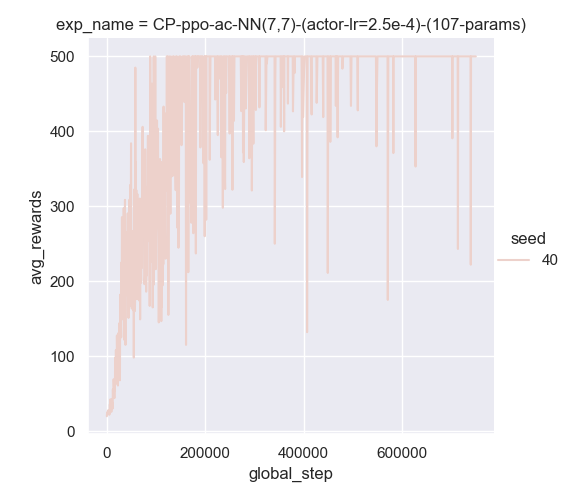 exp_name = CP-ppo-ac-NN(7,7)-(actor-lr=2.5e-4)-(107-params)
500
400
300
200
100
0
avg_rewards
0 200000 400000 600000
global_step
seed
40